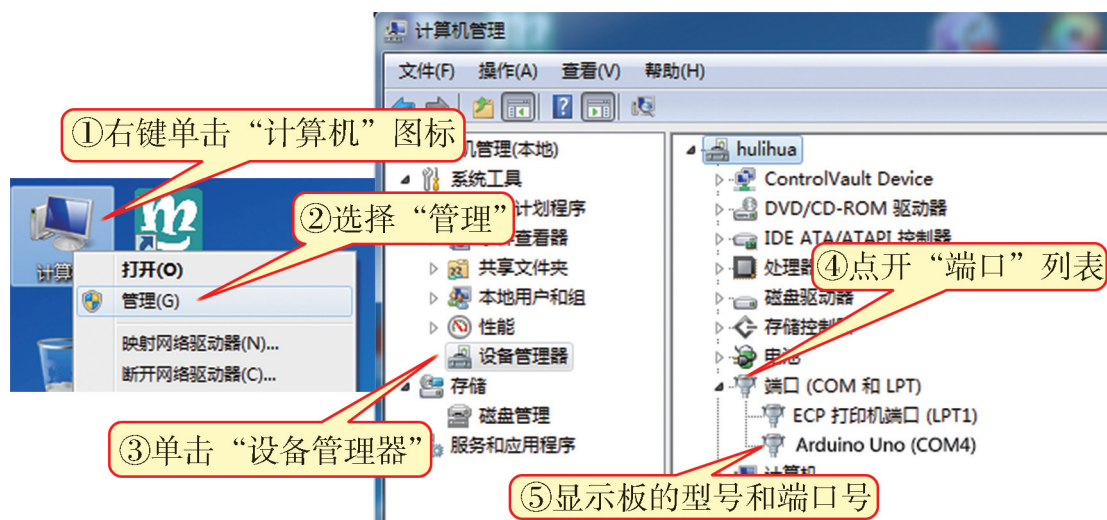 计算机管理
文件(F) 操作(A) 查看(V) 帮助(H)
①右键单击“计算机”图标
机管理(本地)
系统工具
计划程序
②选择“管理”
查看器
共享文件夹
本地用户和组
性能
设备管理器
存储
磁盘管理
服务和应用程序
打开(O)
管理(G)
映射网络驱动器(N)...
断开网络驱动器(C)...
③单击“设备管理器”
hulihua
ControlVault Device
DVD/CD-ROM 驱动器
IDE ATA/ATAPI 控制器
处理器
④点开“端口”列表
磁盘驱动器
存储控制
电池
端口 (COM 和 LPT)
ECP 打印机端口 (LPT1)
Arduino Uno (COM4)
计算机
⑤显示板的型号和端口号